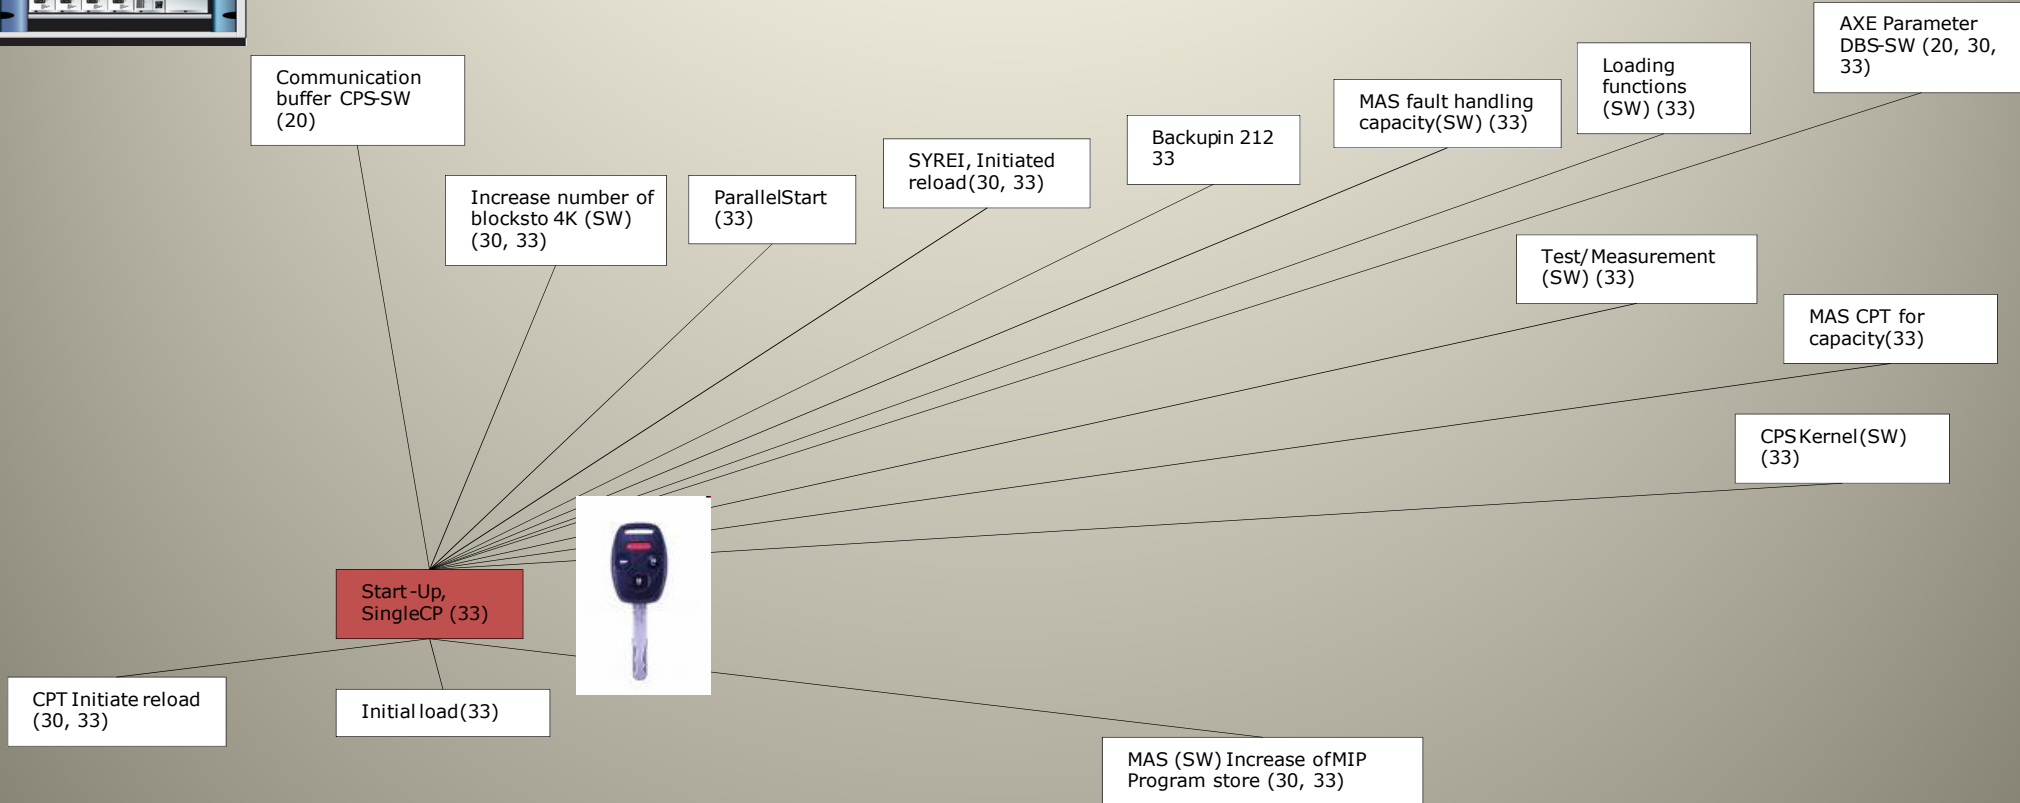 AXE Parameter
DBS-SW (20, 30,
33)
Loading
functions
(SW) (33)
Communication
buffer CPS-SW
(20)
MAS fault handling
capacity(SW) (33)
Backupin 212
33
SYREI, Initiated
reload(30, 33)
Increase number of
blocksto 4K (SW)
(30, 33)
ParallelStart
(33)
Test/Measurement
(SW) (33)
MAS CPT for
capacity(33)
CPSKernel(SW)
(33)
Start-Up,
SingleCP (33)
CPT Initiate reload
(30, 33)
Initial load(33)
MAS (SW) Increase ofMIP
Program store (30, 33)